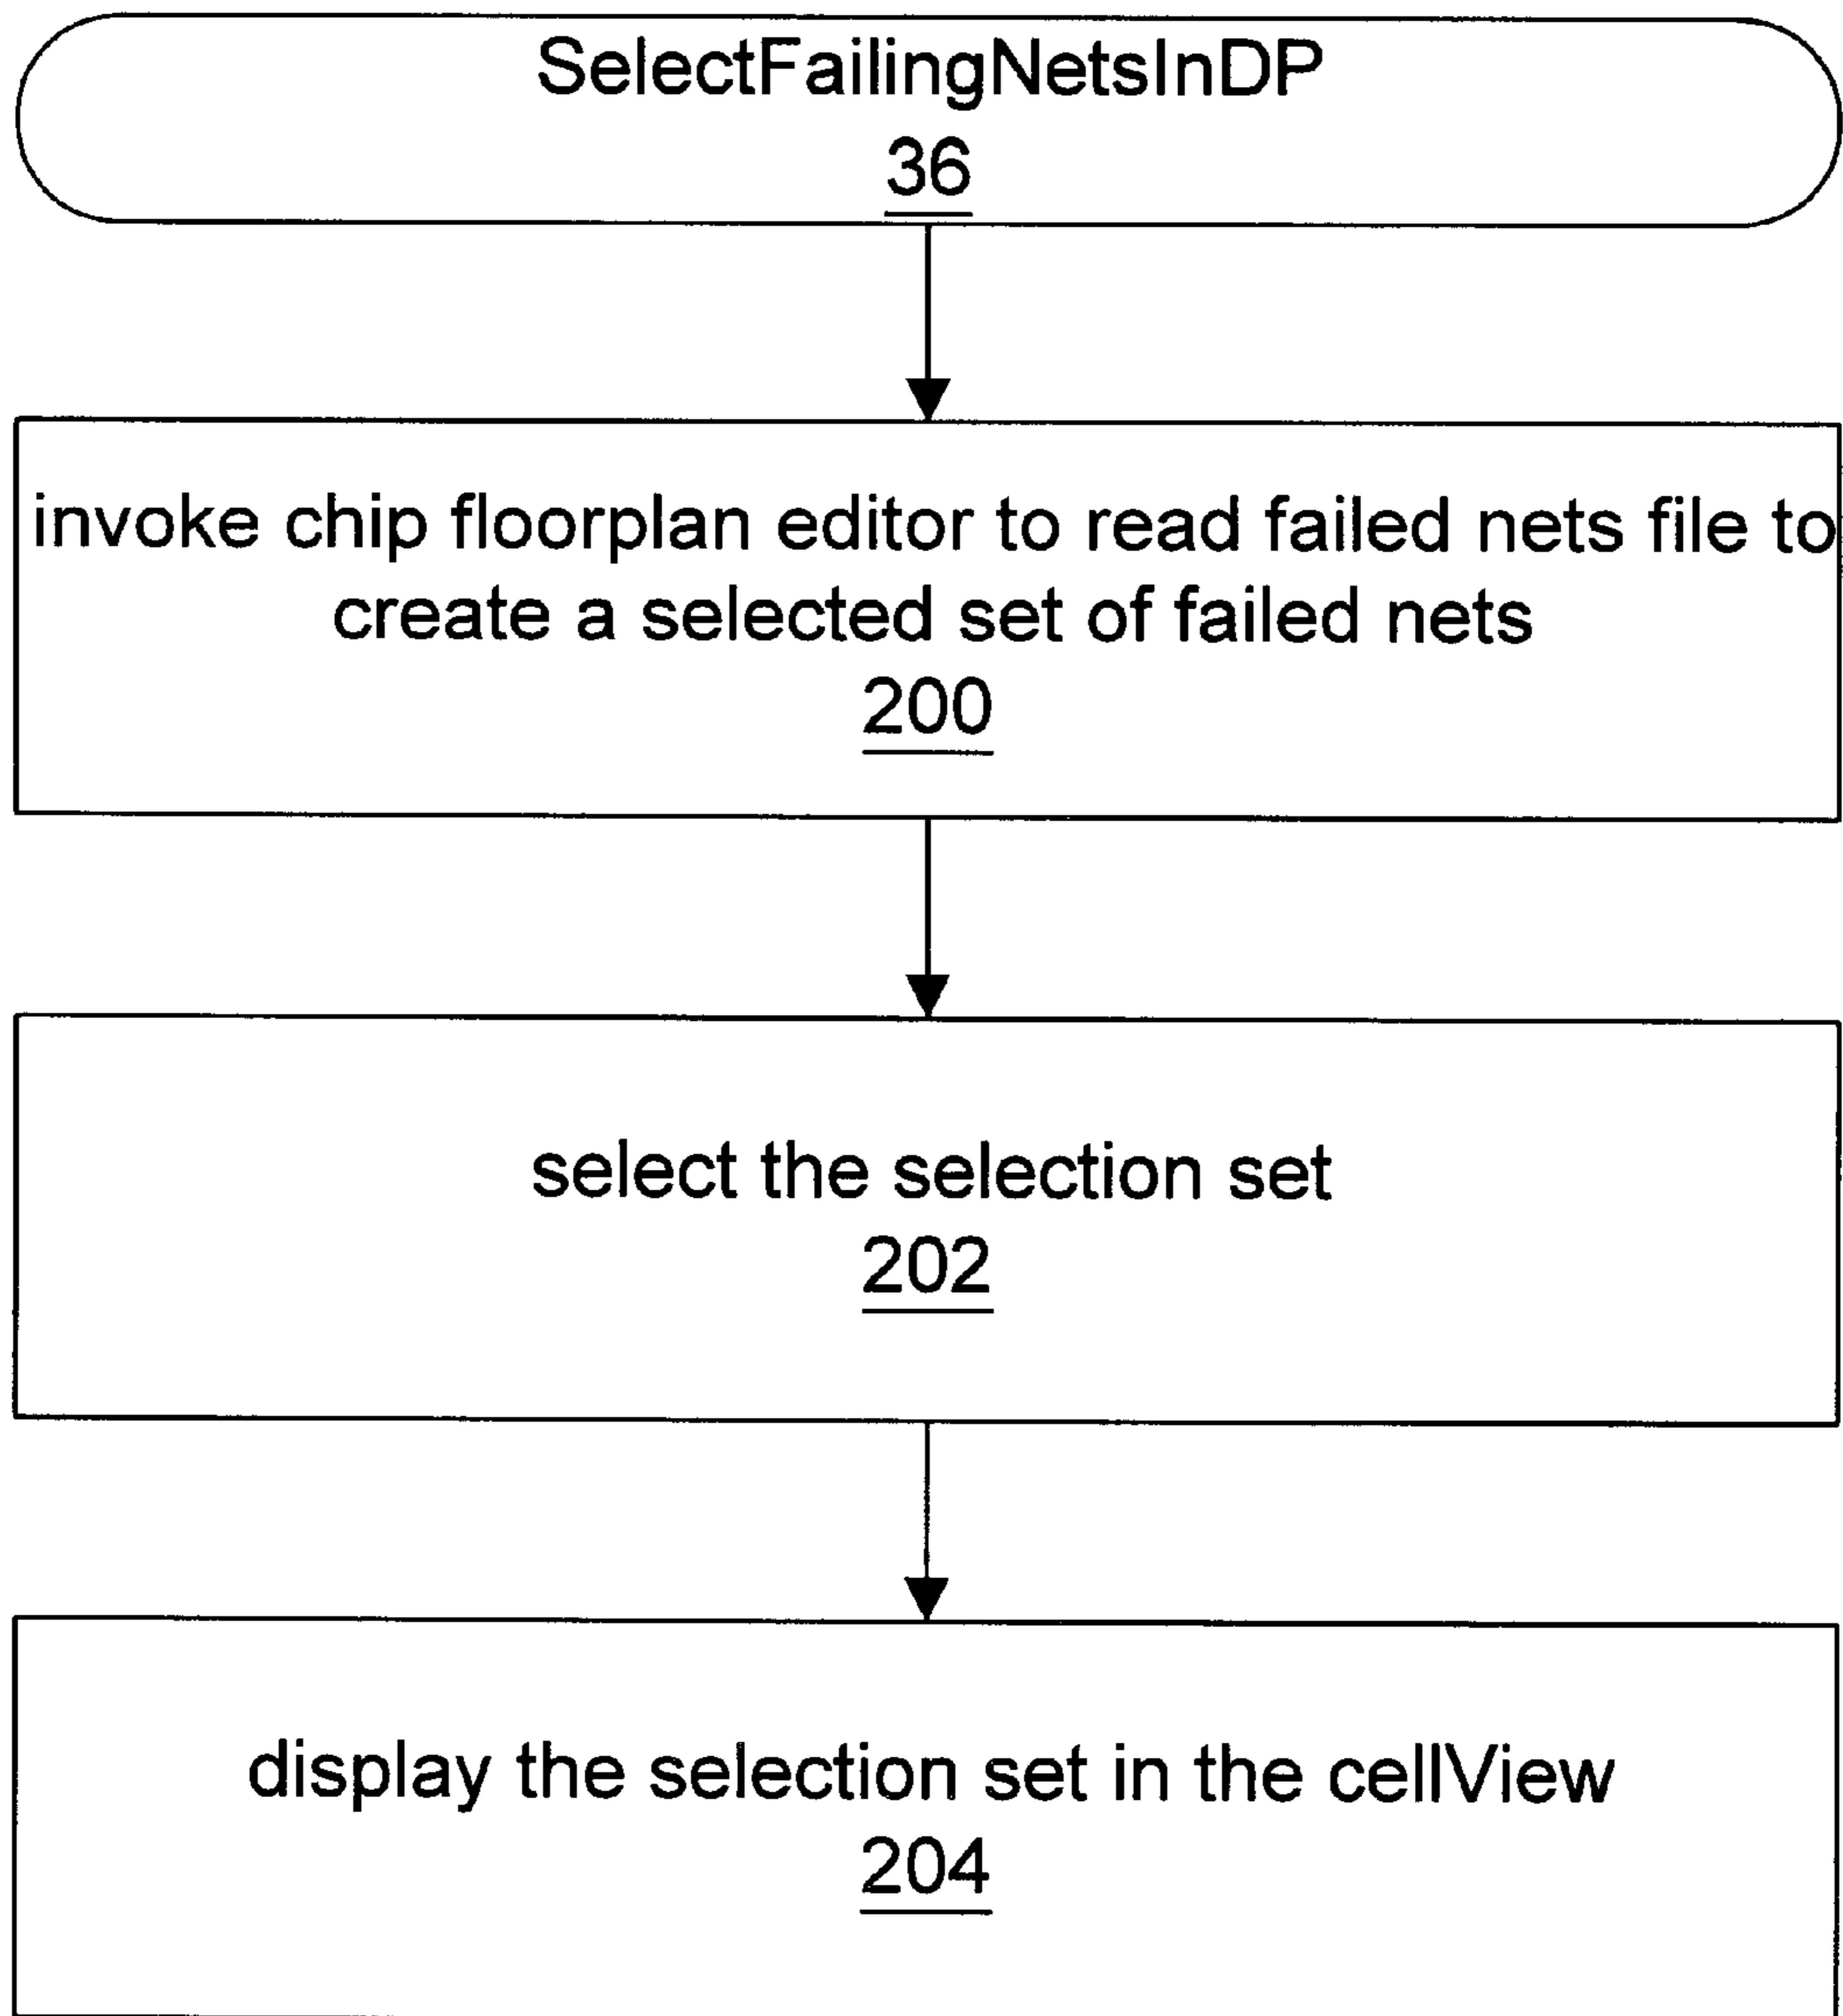 SelectFailingNetsInDP
36
invoke chip floorplan editor to read failed nets file to
create a selected set of failed nets
200
select the selection set
202
display the selection set in the cellView
204